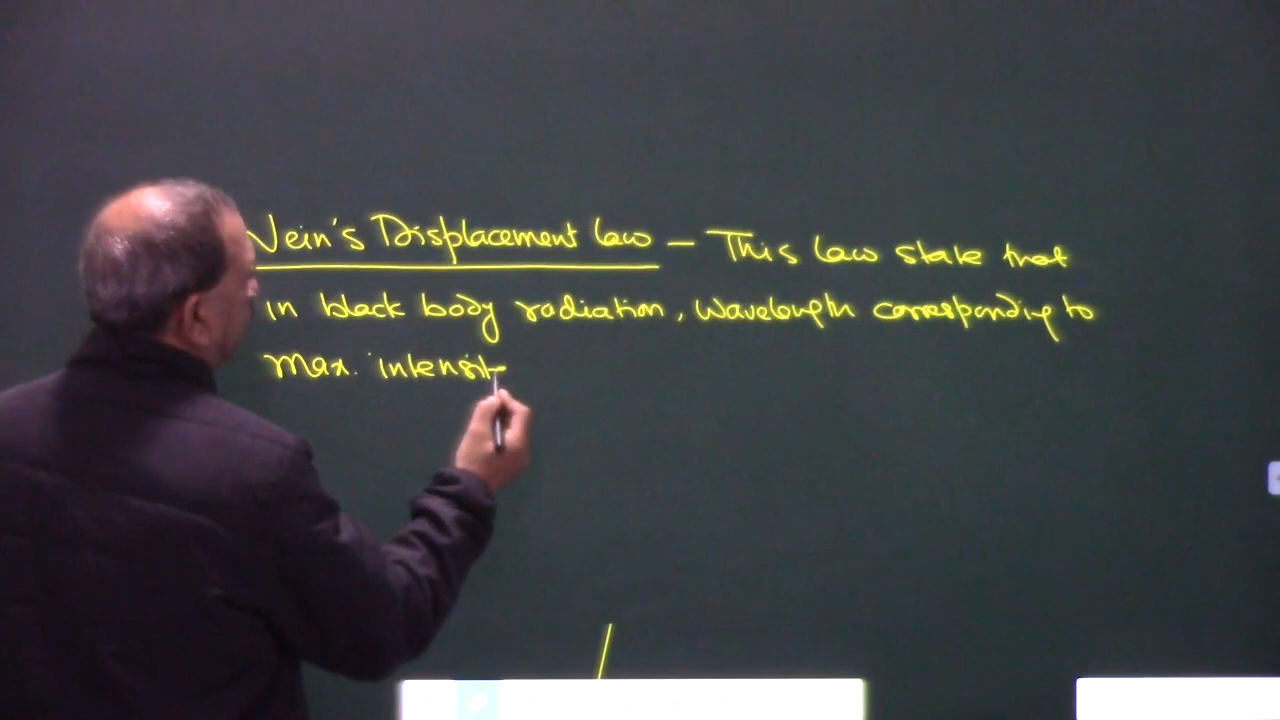 Vein's Displacement law – This law state that
in black body radiation, wavelength corresponding to
max. intensit